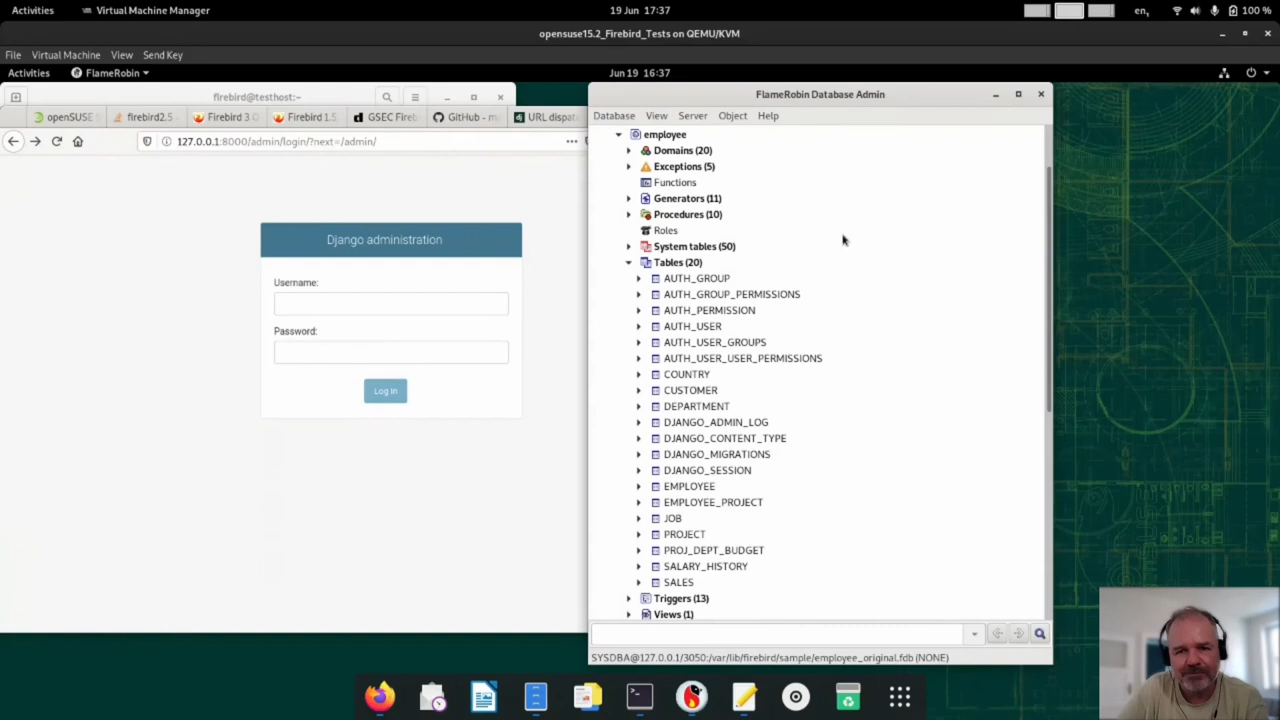 Activities
Virtual Machine Manager
19 Jun 17:37
en,
100 %
opensuse15.2_Firebird_Tests on QEMU/KVM
File
Virtual Machine
View
Send Key
Activities
FlameRobin
Jun 19 16:37
firebird@testhost:~
openSUSE S
firebird2.5 -
Firebird 3 0
Firebird 1.5.
GSEC Firebi
GitHub - m
URL dispat
127.0.0.1:8000/admin/login/?next=/admin/
Django administration
Username:
Password:
Log in
FlameRobin Database Admin
Database
View
Server
Object
Help
employee
Domains (20)
Exceptions (5)
Functions
Generators (11)
Procedures (10)
Roles
System tables (50)
Tables (20)
AUTH_GROUP
AUTH_GROUP_PERMISSIONS
AUTH_PERMISSION
AUTH_USER
AUTH_USER_GROUPS
AUTH_USER_USER_PERMISSIONS
COUNTRY
CUSTOMER
DEPARTMENT
DJANGO_ADMIN_LOG
DJANGO_CONTENT_TYPE
DJANGO_MIGRATIONS
DJANGO_SESSION
EMPLOYEE
EMPLOYEE_PROJECT
JOB
PROJECT
PROJ_DEPT_BUDGET
SALARY_HISTORY
SALES
Triggers (13)
Views (1)
SYSDBA@127.0.0.1/3050:/var/lib/firebird/sample/employee_original.fdb (NONE)